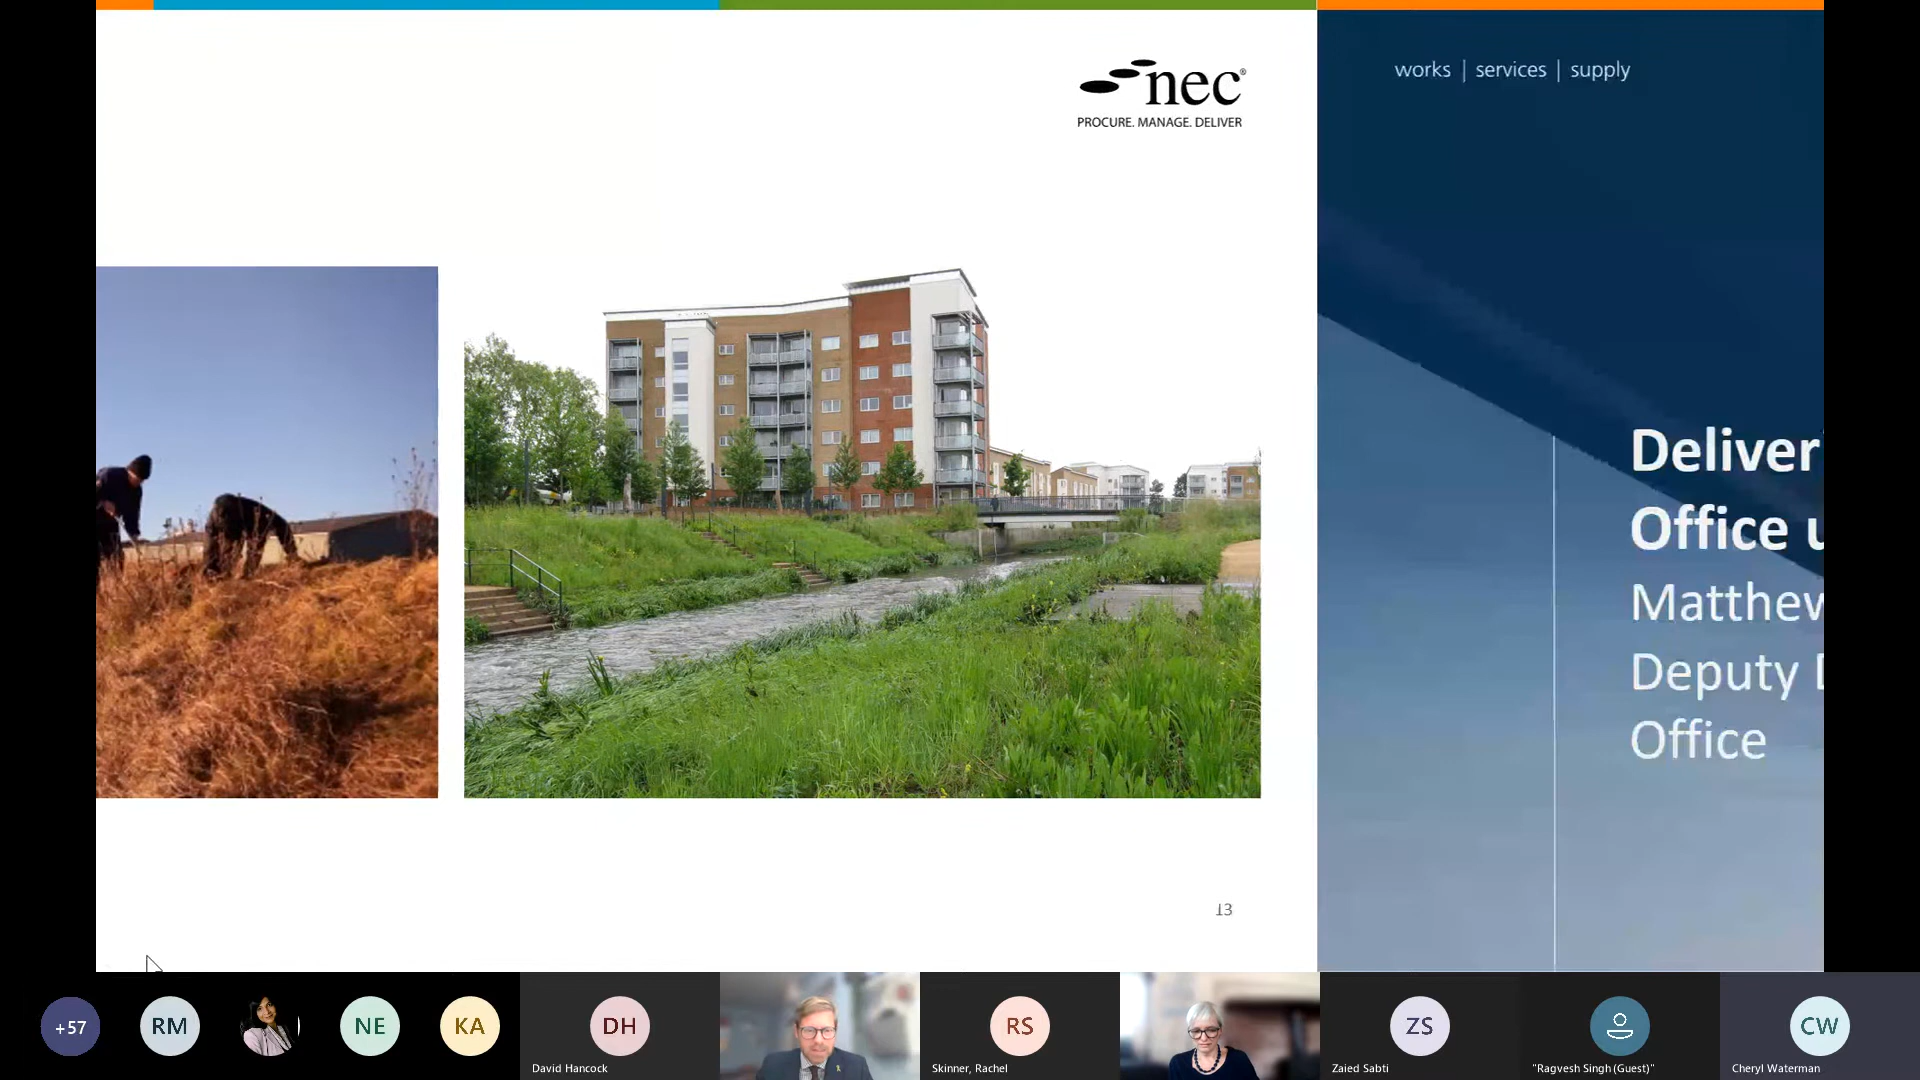 nec®
PROCURE. MANAGE. DELIVER
works | services | supply
Deliver
Office u
Matthew
Deputy D
Office
13
+57
RM
NE
KA
DH
David Hancock
RS
Skinner, Rachel
ZS
Zaied Sabti
"Ragvesh Singh (Guest)"
CW
Cheryl Waterman